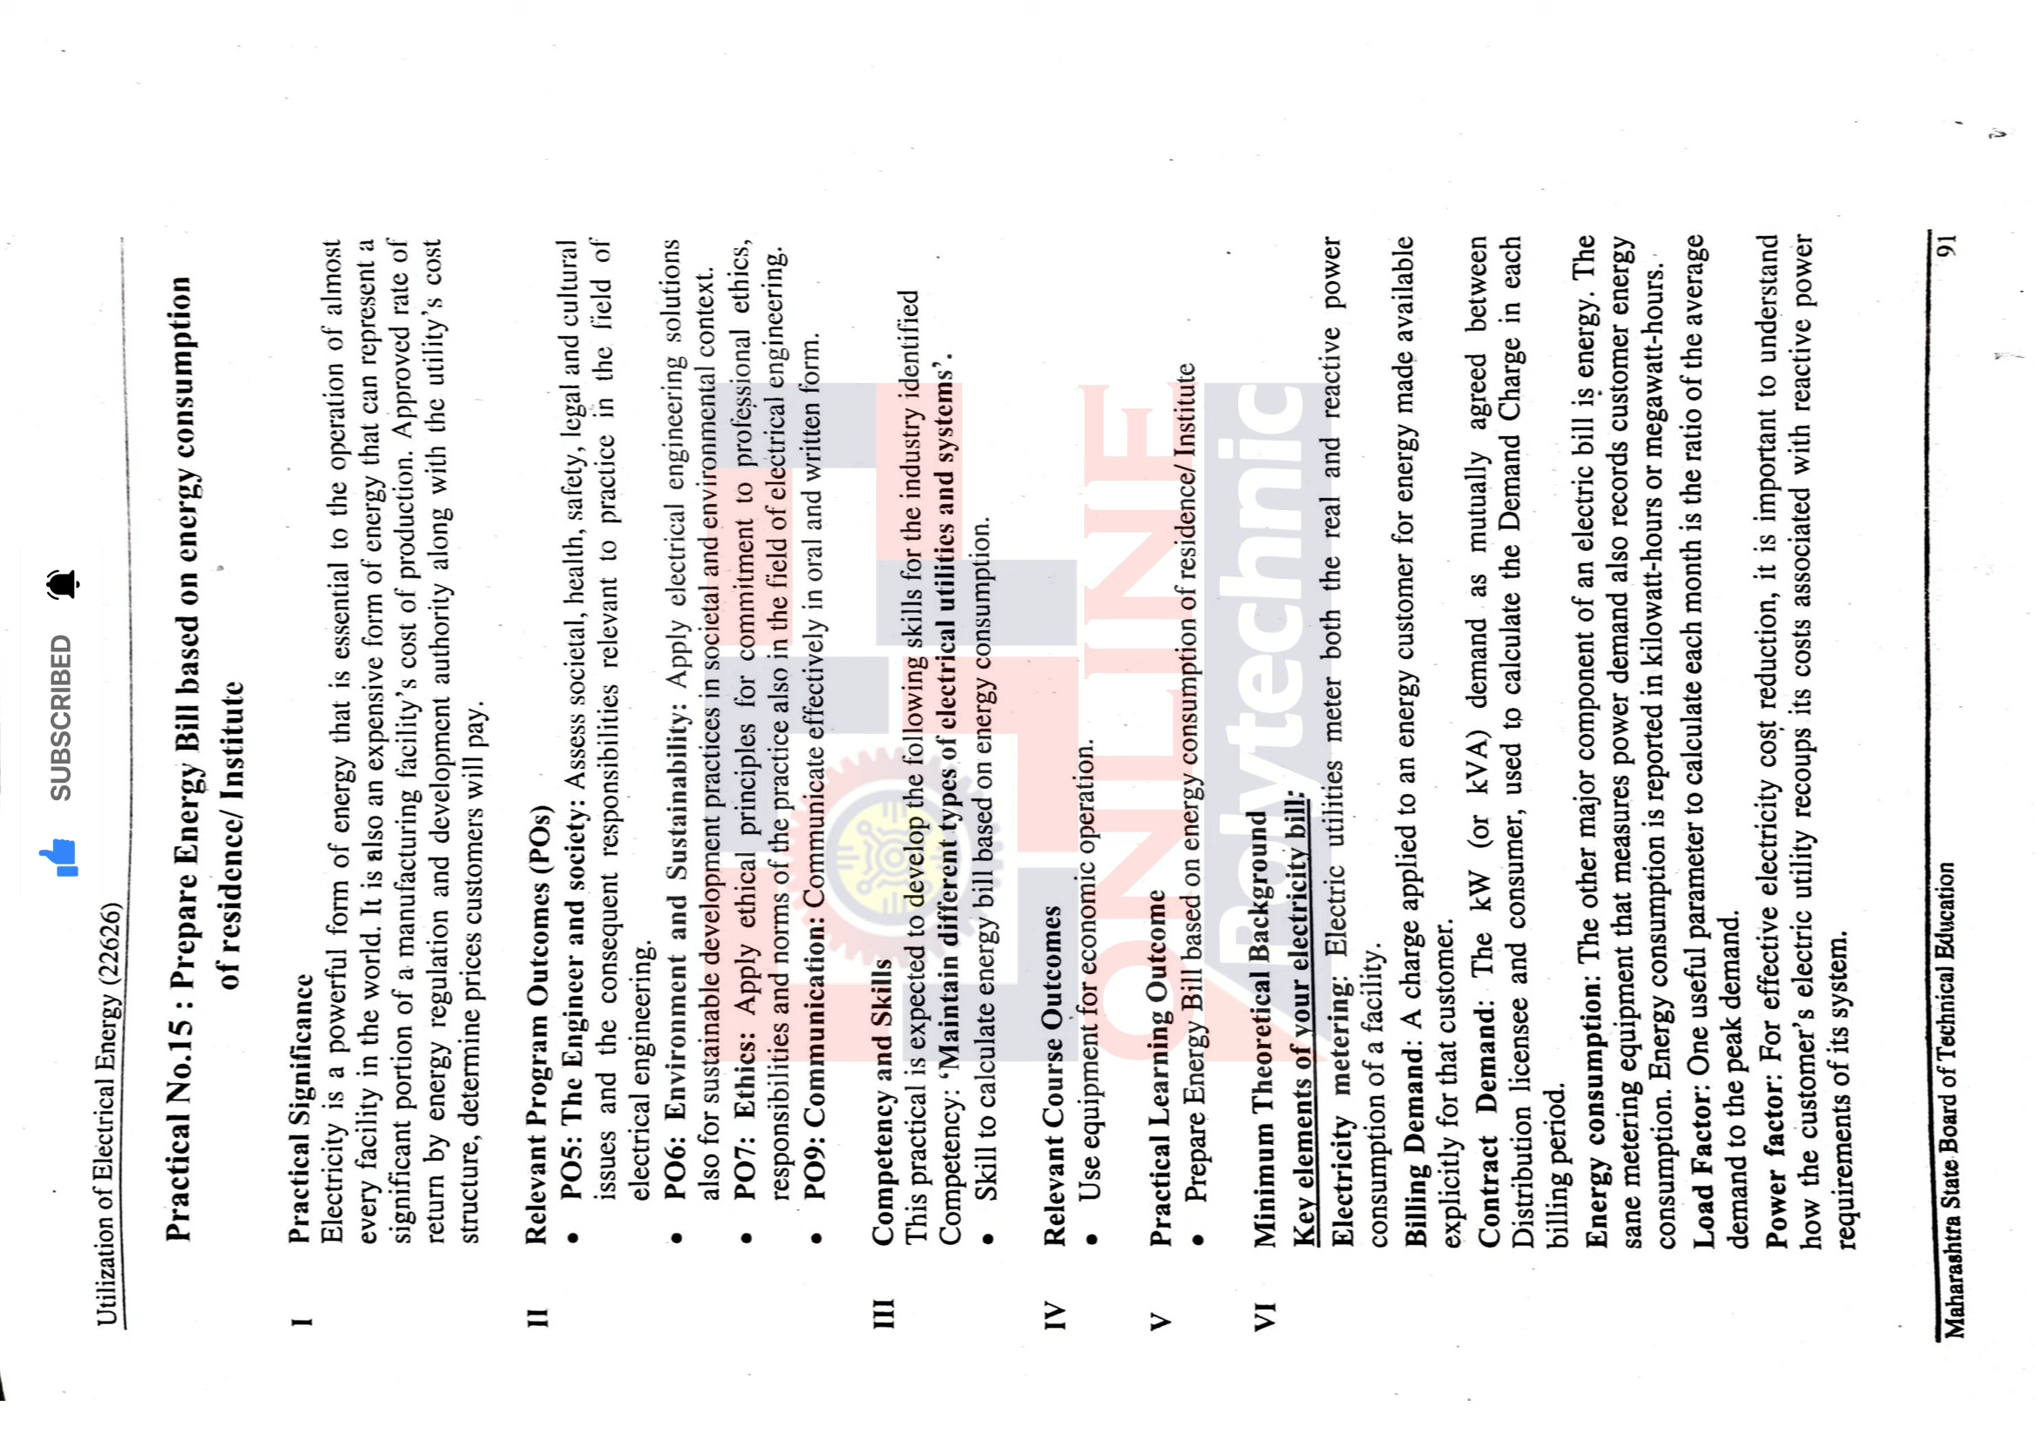 SUBSCRIBED
Utilization of Electrical Energy (22626)
Practical No.15 : Prepare Energy Bill based on energy consumption
of residence/ Institute
I Practical Significance
Electricity is a powerful form of energy that is essential to the operation of almost
every facility in the world. It is also an expensive form of energy that can represent a
significant portion of a manufacturing facility's cost of production. Approved rate of
return by energy regulation and development authority along with the utility's cost
structure, determine prices customers will pay.
II Relevant Program Outcomes (POs)
• PO5: The Engineer and society: Assess societal, health, safety, legal and cultural
issues and the consequent responsibilities relevant to practice in the field of
electrical engineering.
• PO6: Environment and Sustainability: Apply electrical engineering solutions
also for sustainable development practices in societal and environmental context.
• PO7: Ethics: Apply ethical principles for commitment to professional ethics,
responsibilities and norms of the practice also in the field of electrical engineering.
• PO9: Communication: Communicate effectively in oral and written form.
III Competency and Skills
This practical is expected to develop the following skills for the industry identified
Competency: 'Maintain different types of electrical utilities and systems'.
• Skill to calculate energy bill based on energy consumption.
IV Relevant Course Outcomes
• Use equipment for economic operation.
V Practical Learning Outcome
• Prepare Energy Bill based on energy consumption of residence/ Institute
VI Minimum Theoretical Background
Key elements of your electricity bill:
Electricity metering: Electric utilities meter both the real and reactive power
consumption of a facility.
Billing Demand: A charge applied to an energy customer for energy made available
explicitly for that customer.
Contract Demand: The kW (or kVA) demand as mutually agreed between
Distribution licensee and consumer, used to calculate the Demand Charge in each
billing period.
Energy consumption: The other major component of an electric bill is energy. The
sane metering equipment that measures power demand also records customer energy
consumption. Energy consumption is reported in kilowatt-hours or megawatt-hours.
Load Factor: One useful parameter to calculate each month is the ratio of the average
demand to the peak demand.
Power factor: For effective electricity cost reduction, it is important to understand
how the customer's electric utility recoups its costs associated with reactive power
requirements of its system.
Maharashtra State Board of Technical Education 91
ONLINE
Polytechnic